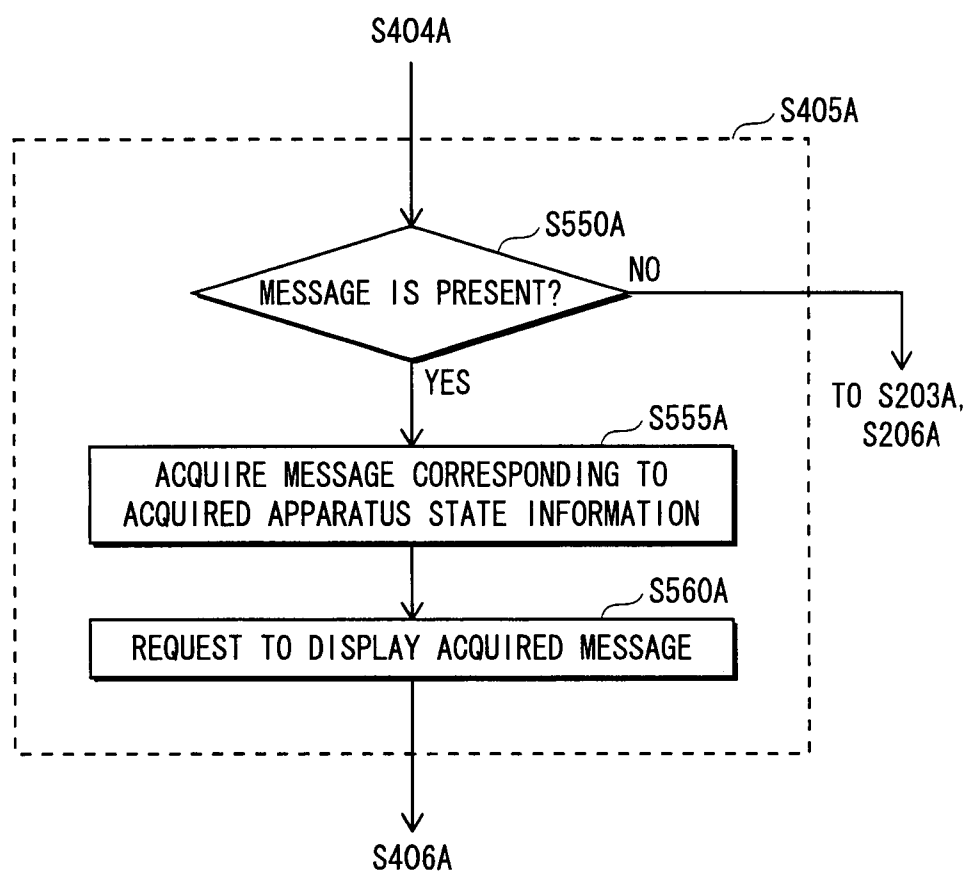 S404A
S405A
S550A
MESSAGE IS PRESENT?
NO
YES
TO S203A,
S206A
S555A
ACQUIRE MESSAGE CORRESPONDING TO
ACQUIRED APPARATUS STATE INFORMATION
S560A
REQUEST TO DISPLAY ACQUIRED MESSAGE
S406A